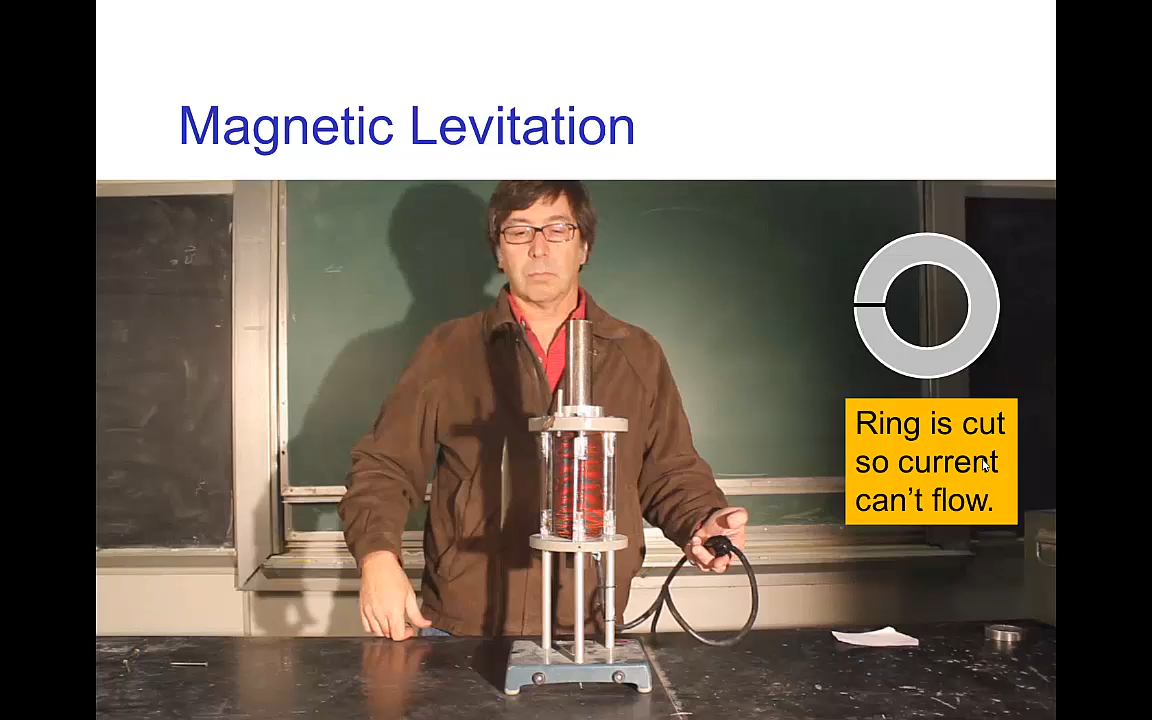 Magnetic Levitation
Ring is cut
so current
can't flow.